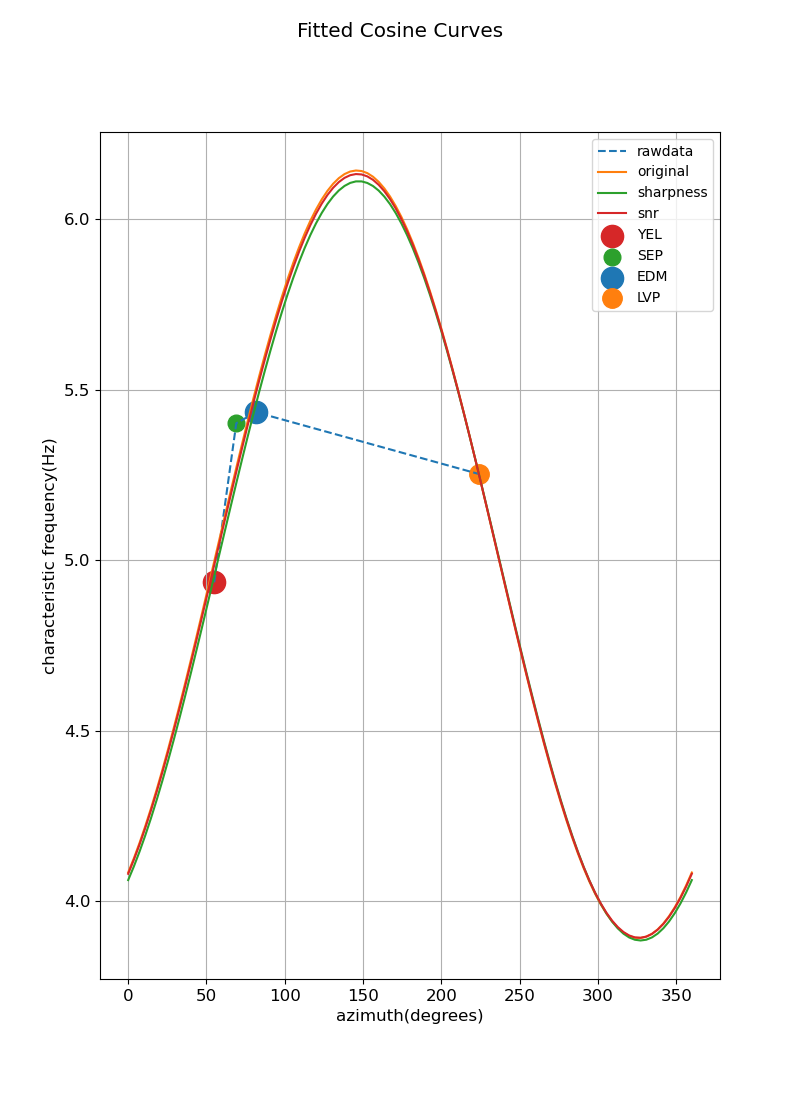 Fitted Cosine Curves
rawdata
original
sharpness
snr
YEL
SEP
EDM
LVP
6.0
5.5
5.0
4.5
4.0
characteristic frequency(Hz)
0 50 100 150 200 250 300 350
azimuth(degrees)